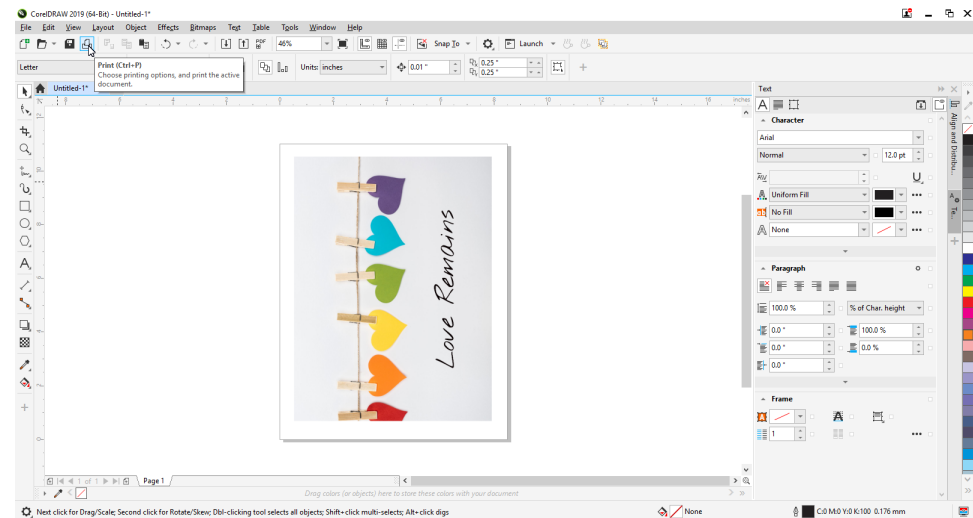 CorelDRAW 2019 (64-Bit) - Untitled-1*
File Edit View Layout Object Effects Bitmaps Text Table Tools Window Help
PDF 46% Snap To Launch
Letter Units: inches 0.01 " 0.25 "
0.25 "
Print (Ctrl+P)
Choose printing options, and print the active
document.
Untitled-1*
inches
Love Remains
Text
Character
Arial
Normal 12.0 pt
Uniform Fill
No Fill
None
Paragraph
100.0 % % of Char. height
0.0 " 100.0 %
0.0 " 0.0 %
0.0 "
Frame
1
Align and Distribu...
Te...
1 of 1 Page 1
Drag colors (or objects) here to store these colors with your document
Next click for Drag/Scale; Second click for Rotate/Skew; Dbl-clicking tool selects all objects; Shift+click multi-selects; Alt+click digs None C:0 M:0 Y:0 K:100 0.176 mm